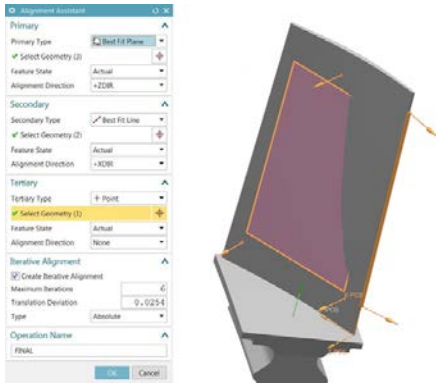 Alignment Assistant
Primary
Primary Type Best Fit Plane
Select Geometry (3)
Feature State Actual
Alignment Direction +ZDIR
Secondary
Secondary Type Best Fit Line
Select Geometry (2)
Feature State Actual
Alignment Direction +XDIR
Tertiary
Tertiary Type Point
Select Geometry (1)
Feature State Actual
Alignment Direction None
Iterative Alignment
Create Iterative Alignment
Maximum Iterations 6
Translation Deviation 0.0254
Type Absolute
Operation Name
FINAL
OK Cancel